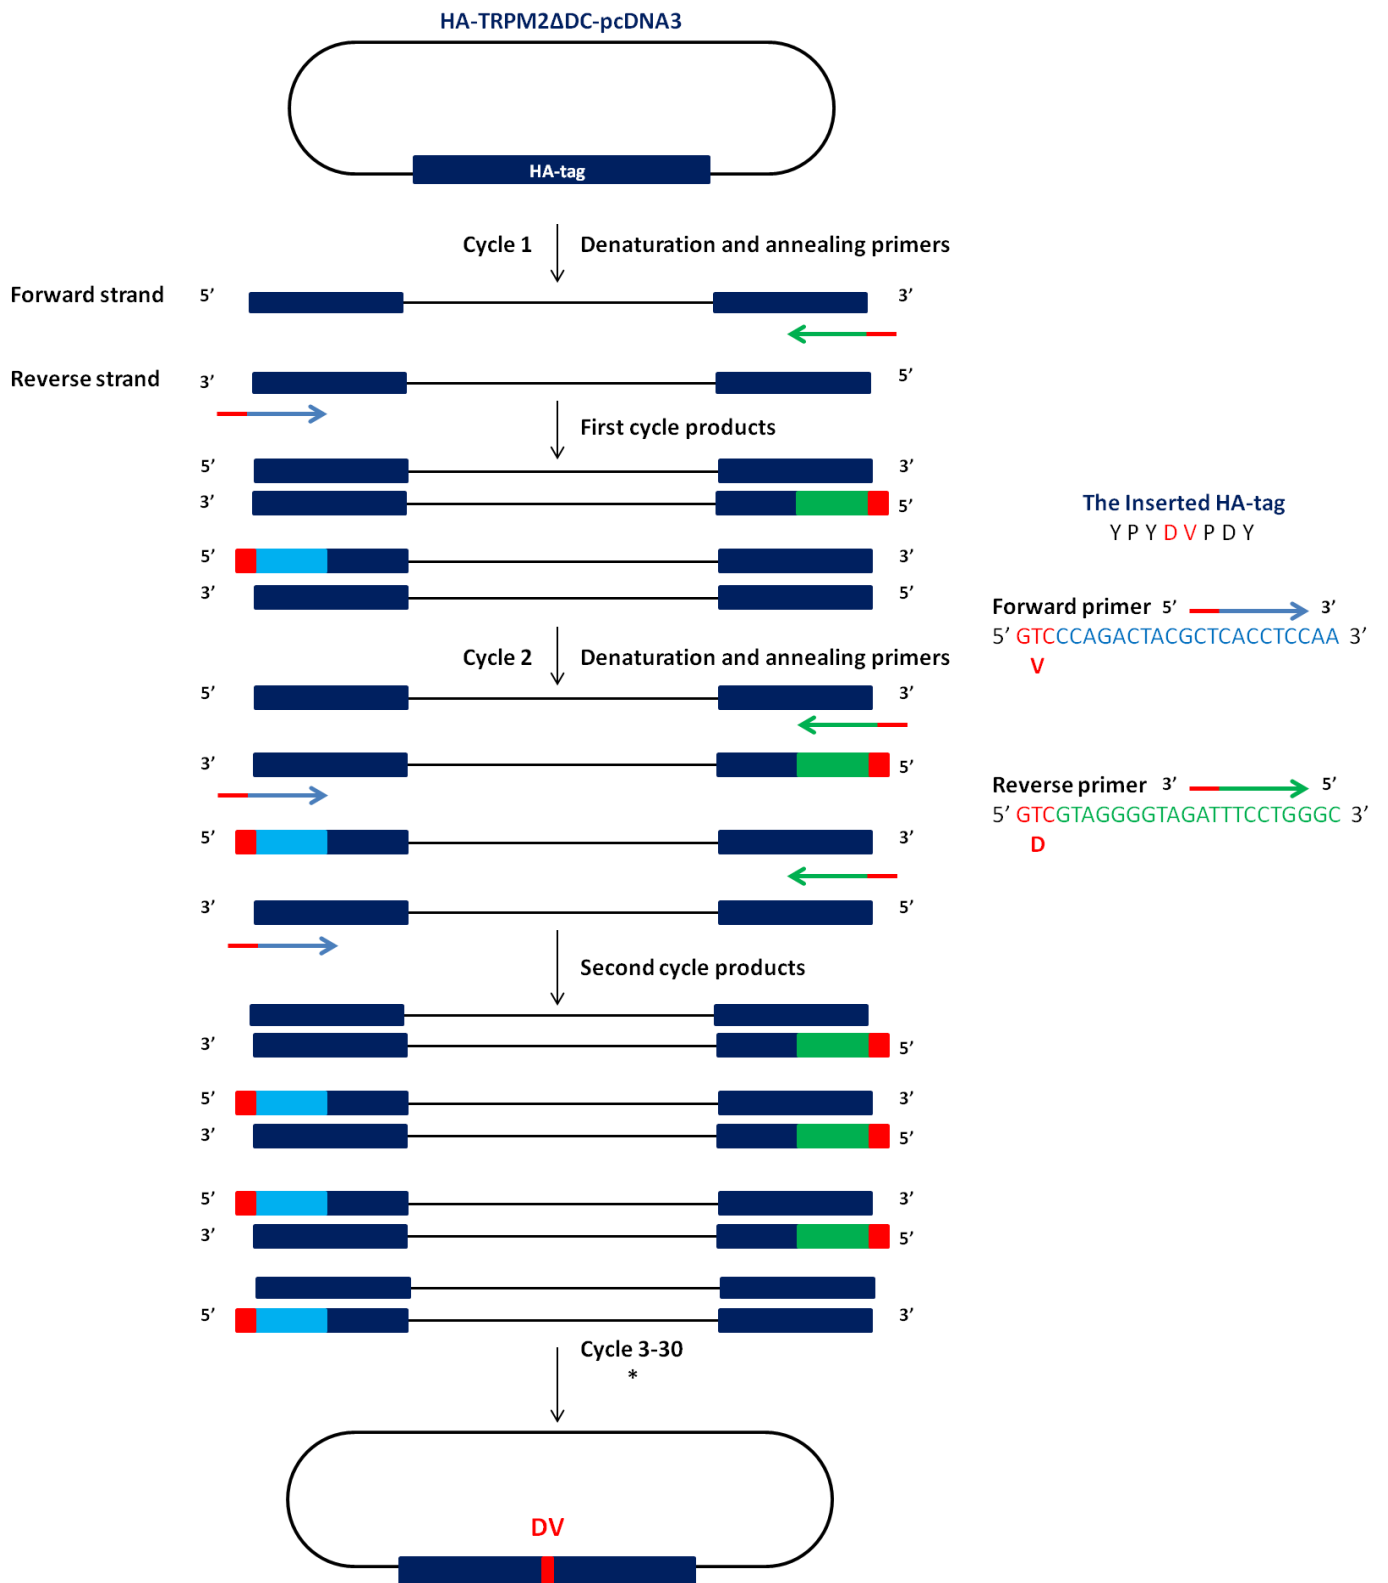 HA-TRPM2ΔDC-pcDNA3
HA-tag
Cycle 1 Denaturation and annealing primers
Forward strand 5’ 3’
Reverse strand 3’ 5’
First cycle products
5’ 3’
3’ 5’
5’ 3’
3’ 5’
The Inserted HA-tag
Y P Y D V P D Y
Forward primer 5’ 3’
5’ GTCCCAGACTACGCTCACCTCCAA 3’
V
Cycle 2 Denaturation and annealing primers
5’ 3’
3’ 5’
Reverse primer 3’ 5’
5’ GTCGTAGGGGTAGATTTCCTGGGC 3’
D
5’ 3’
3’ 5’
Second cycle products
3’ 5’
5’ 3’
3’ 5’
5’ 3’
3’ 5’
5’ 3’
Cycle 3-30
*
DV